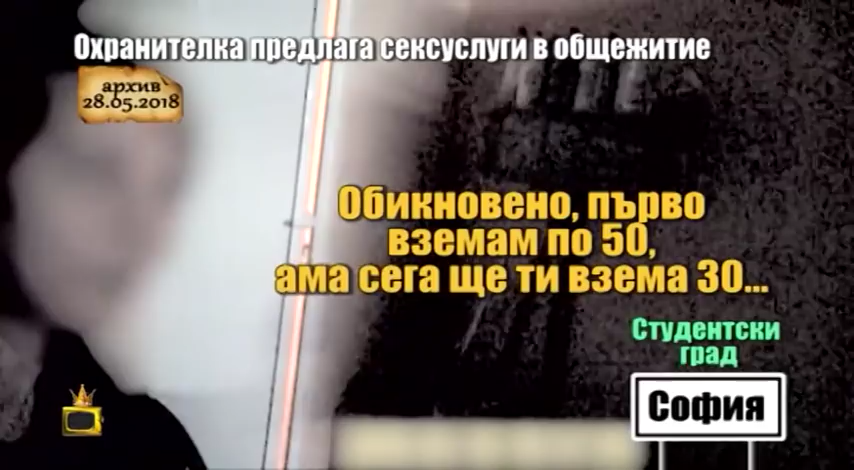 Охранителка предлага сексуслуги в общежитие
архив
28.05.2018
Обикновено, първо
вземам по 50,
ама сега ще ти взема 30...
Студентски
град
София